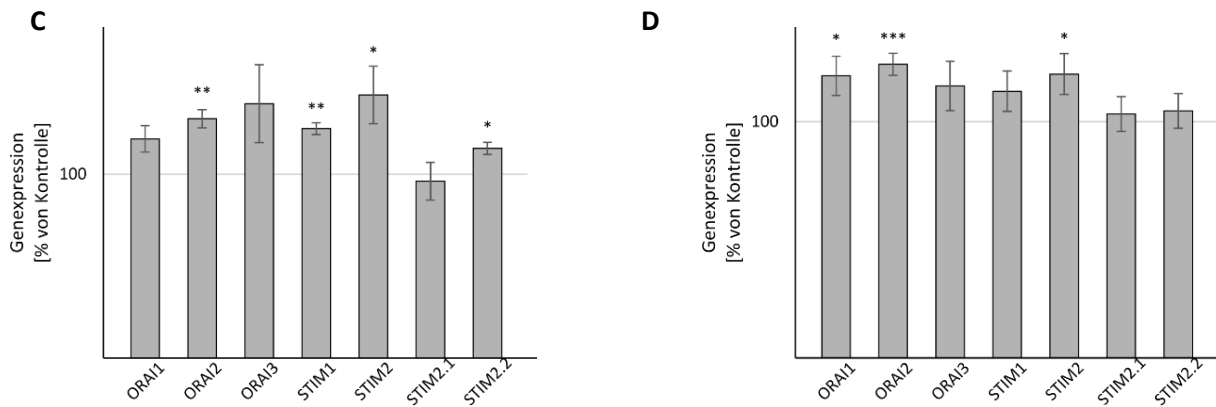 C
Genexpression
[% von Kontrolle]
100
**
**
*
*
ORAI1
ORAI2
ORAI3
STIM1
STIM2
STIM2.1
STIM2.2
D
Genexpression
[% von Kontrolle]
100
*
***
*
ORAI1
ORAI2
ORAI3
STIM1
STIM2
STIM2.1
STIM2.2